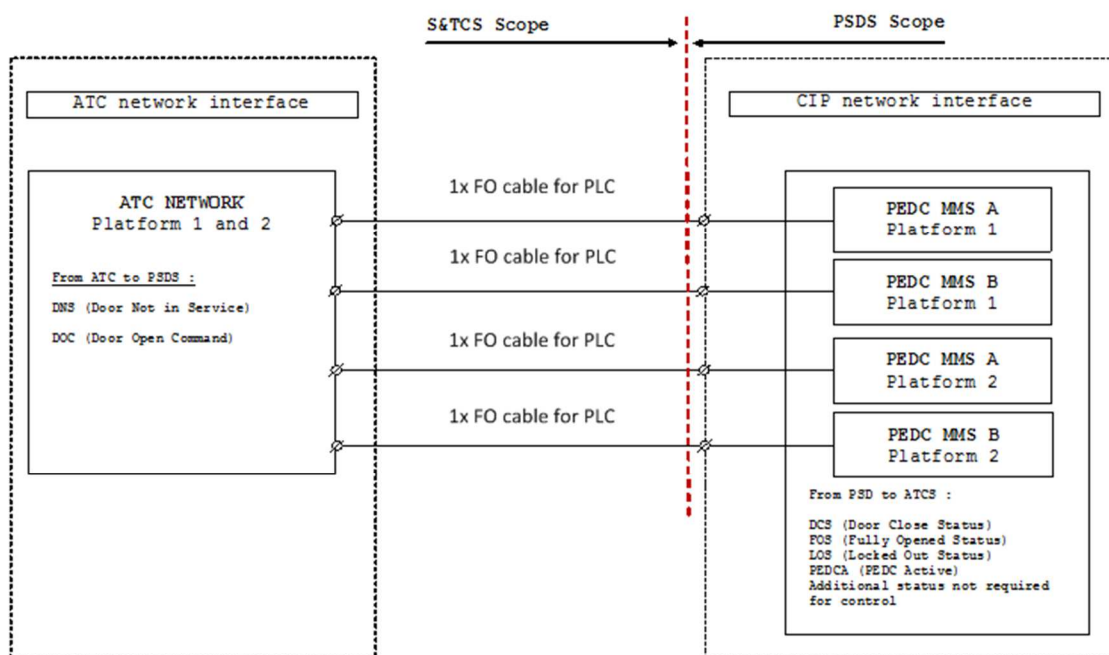 S&TCS Scope
PSDS Scope
ATC network interface
CIP network interface
ATC NETWORK
Platform 1 and 2
From ATC to PSDS :
DNS (Door Not in Service)
DOC (Door Open Command)
1x FO cable for PLC
1x FO cable for PLC
1x FO cable for PLC
1x FO cable for PLC
PEDC MMS A
Platform 1
PEDC MMS B
Platform 1
PEDC MMS A
Platform 2
PEDC MMS B
Platform 2
From PSD to ATCS :
DCS (Door Close Status)
FOS (Fully Opened Status)
LOS (Locked Out Status)
PEDCA (PEDC Active)
Additional status not required
for control